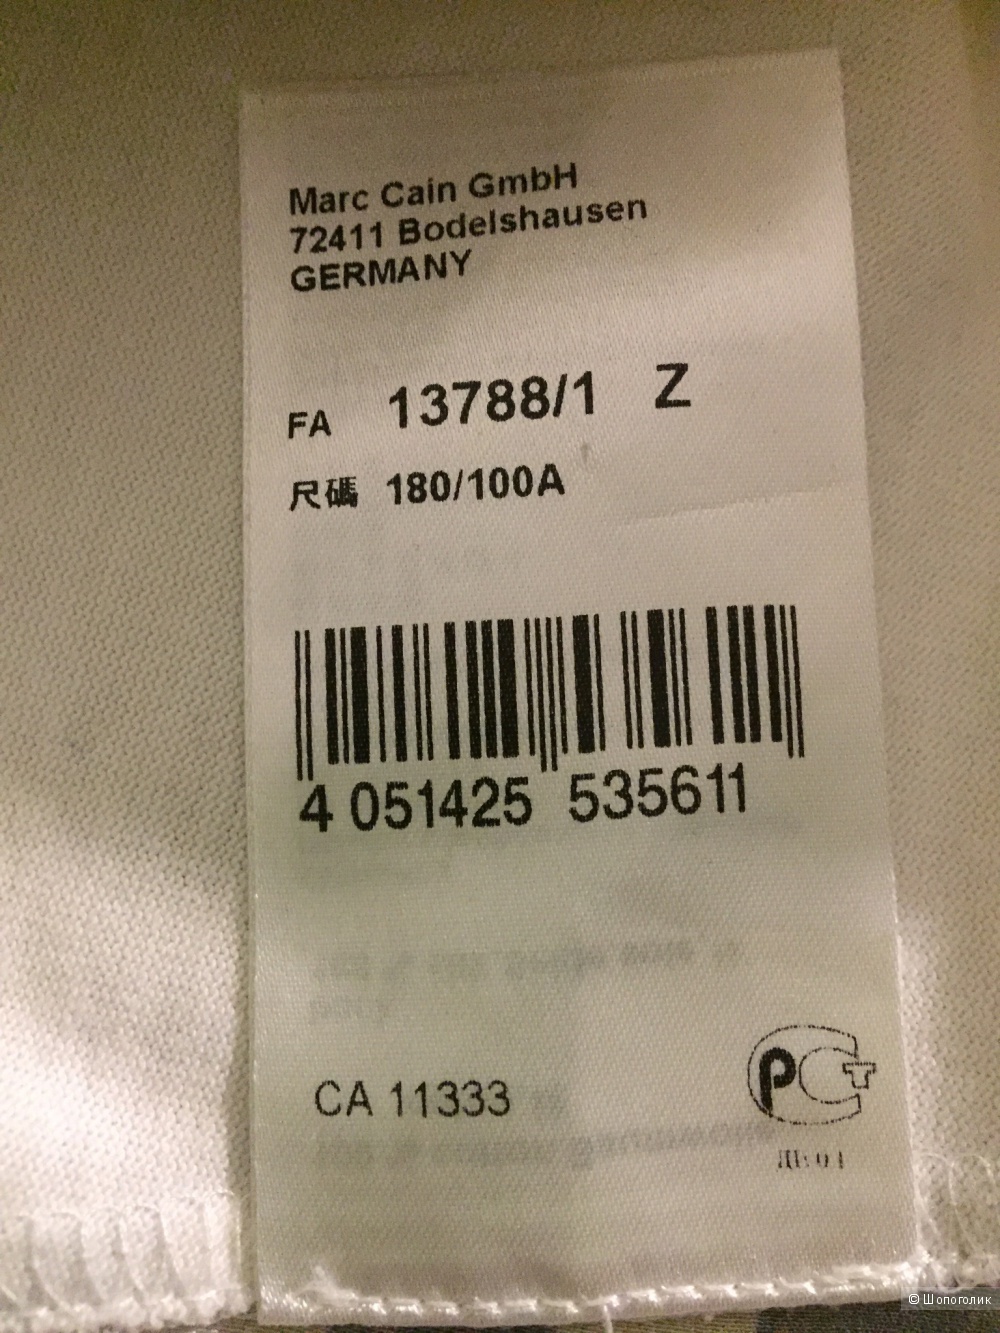 Marc Cain GmbH
72411 Bodelshausen
GERMANY
FA 13788/1 Z
尺碼 180/100A
4 051425 535611
CA 11333
РСТ
© Шопоголик